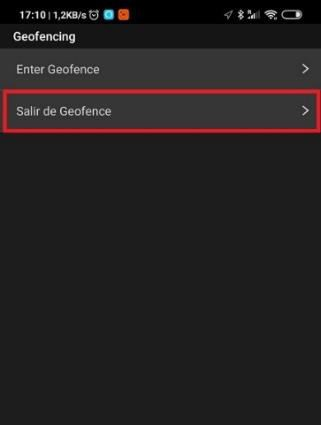 17:10 | 1,2KB/s
Geofencing
Enter Geofence
Salir de Geofence